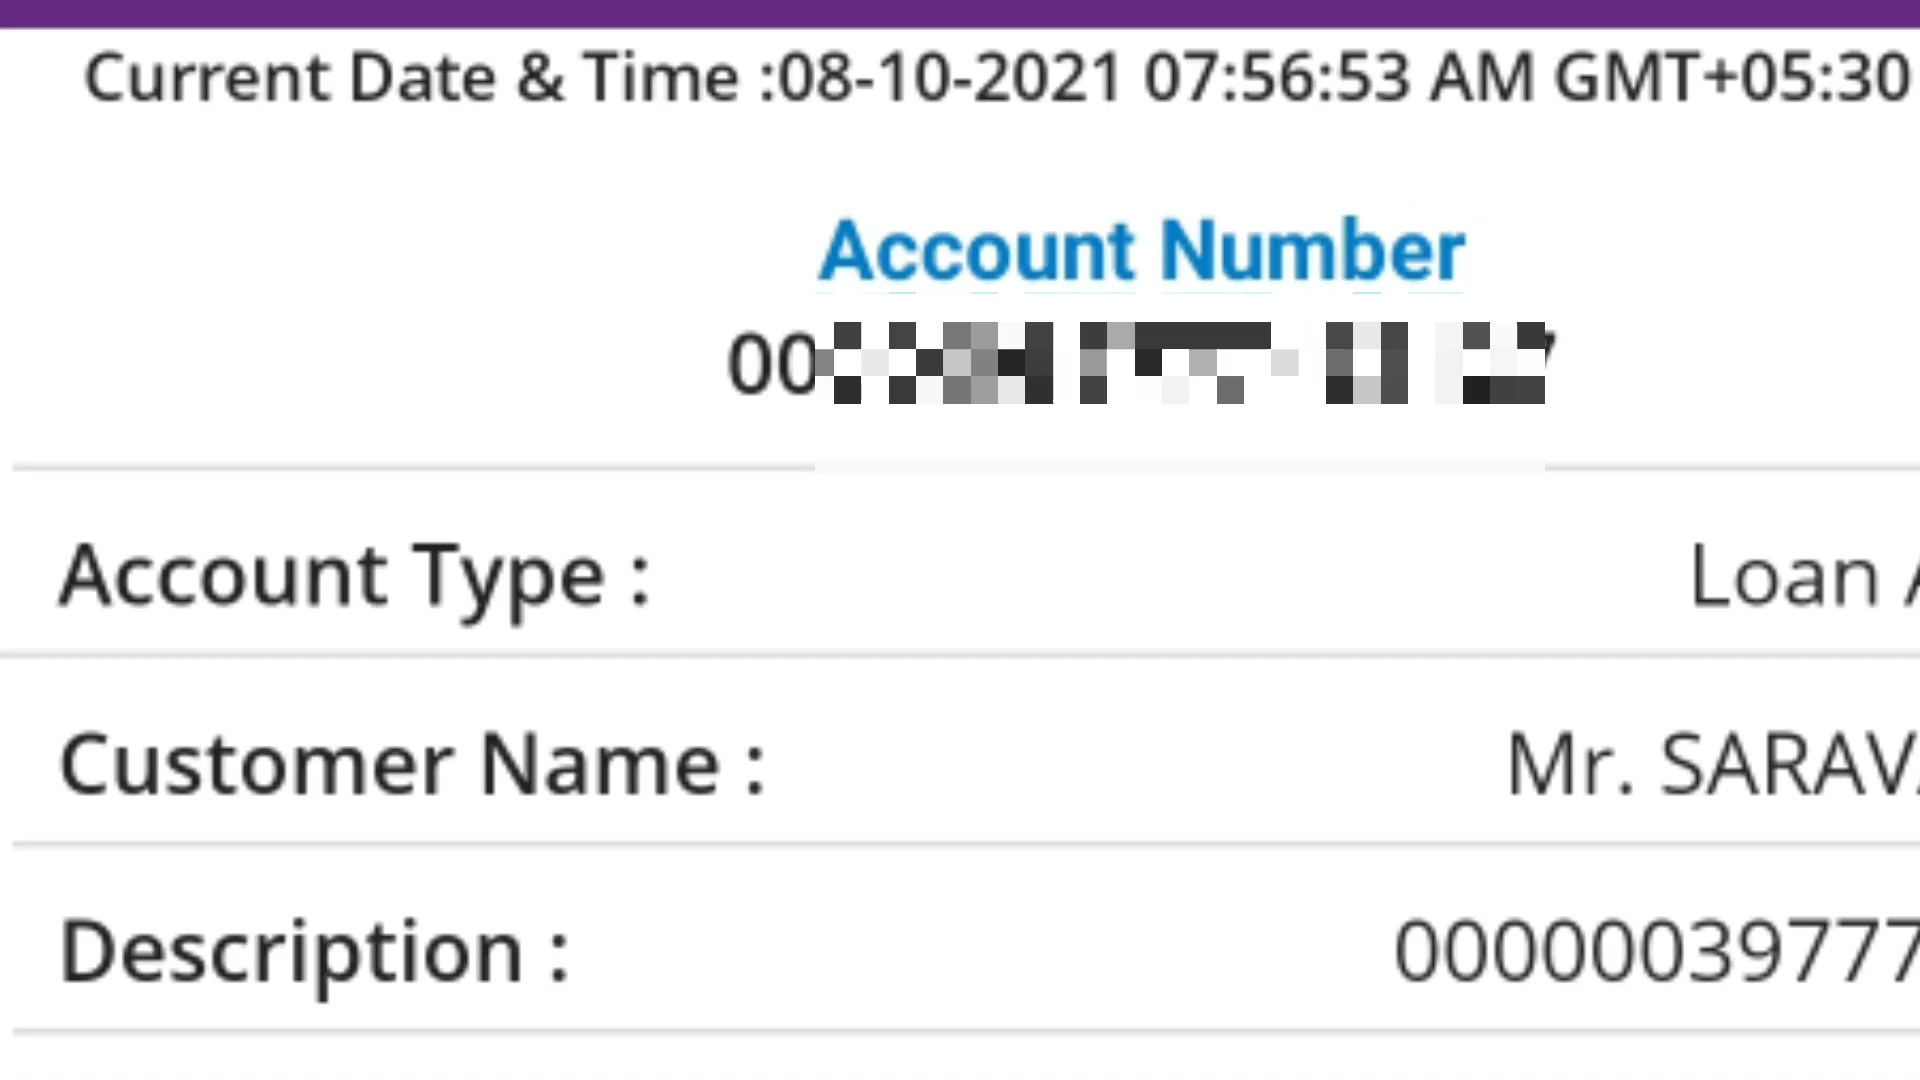 Current Date & Time :08-10-2021 07:56:53 AM GMT+05:30
Account Number
Account Type :
Loan
Customer Name :
Mr. SARAV
Description :
00000039777